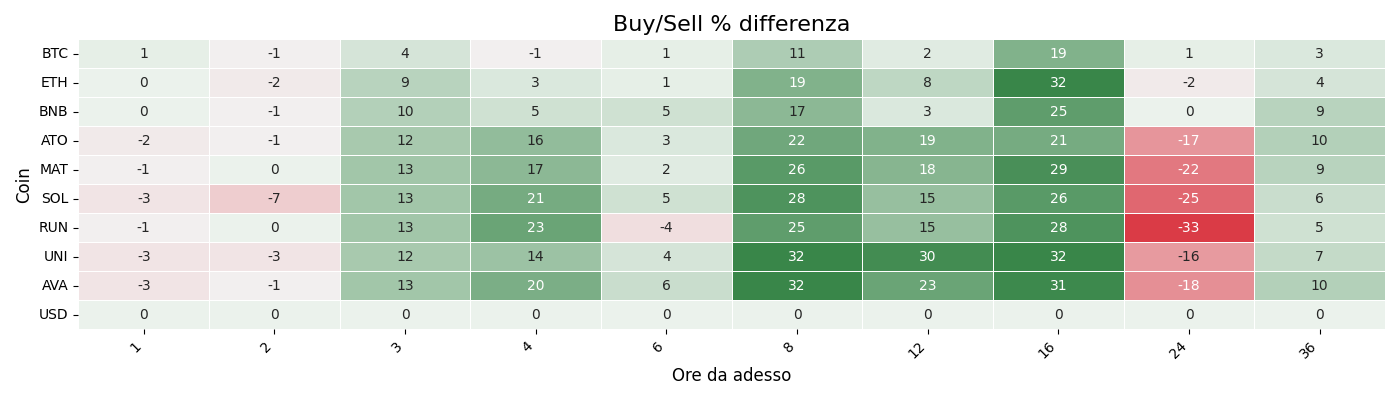 Buy/Sell % differenza
Coin
BTC 1 -1 4 -1 1 11 2 19 1 3
ETH 0 -2 9 3 1 19 8 32 -2 4
BNB 0 -1 10 5 5 17 3 25 0 9
ATO -2 -1 12 16 3 22 19 21 -17 10
MAT -1 0 13 17 2 26 18 29 -22 9
SOL -3 -7 13 21 5 28 15 26 -25 6
RUN -1 0 13 23 -4 25 15 28 -33 5
UNI -3 -3 12 14 4 32 30 32 -16 7
AVA -3 -1 13 20 6 32 23 31 -18 10
USD 0 0 0 0 0 0 0 0 0 0
1 2 3 4 6 8 12 16 24 36
Ore da adesso